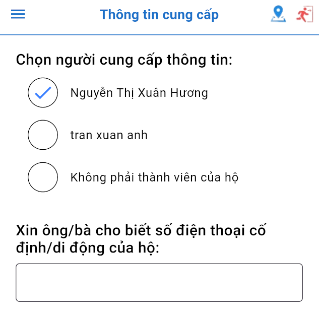 Thông tin cung cấp
Chọn người cung cấp thông tin:
Nguyễn Thị Xuân Hương
tran xuan anh
Không phải thành viên của hộ
Xin ông/bà cho biết số điện thoại cố
định/di động của hộ: